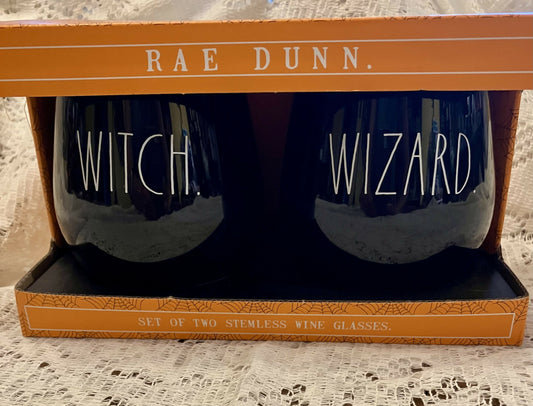 RAE DUNN.
WITCH. WIZARD.
SET OF TWO STEMLESS WINE GLASSES.